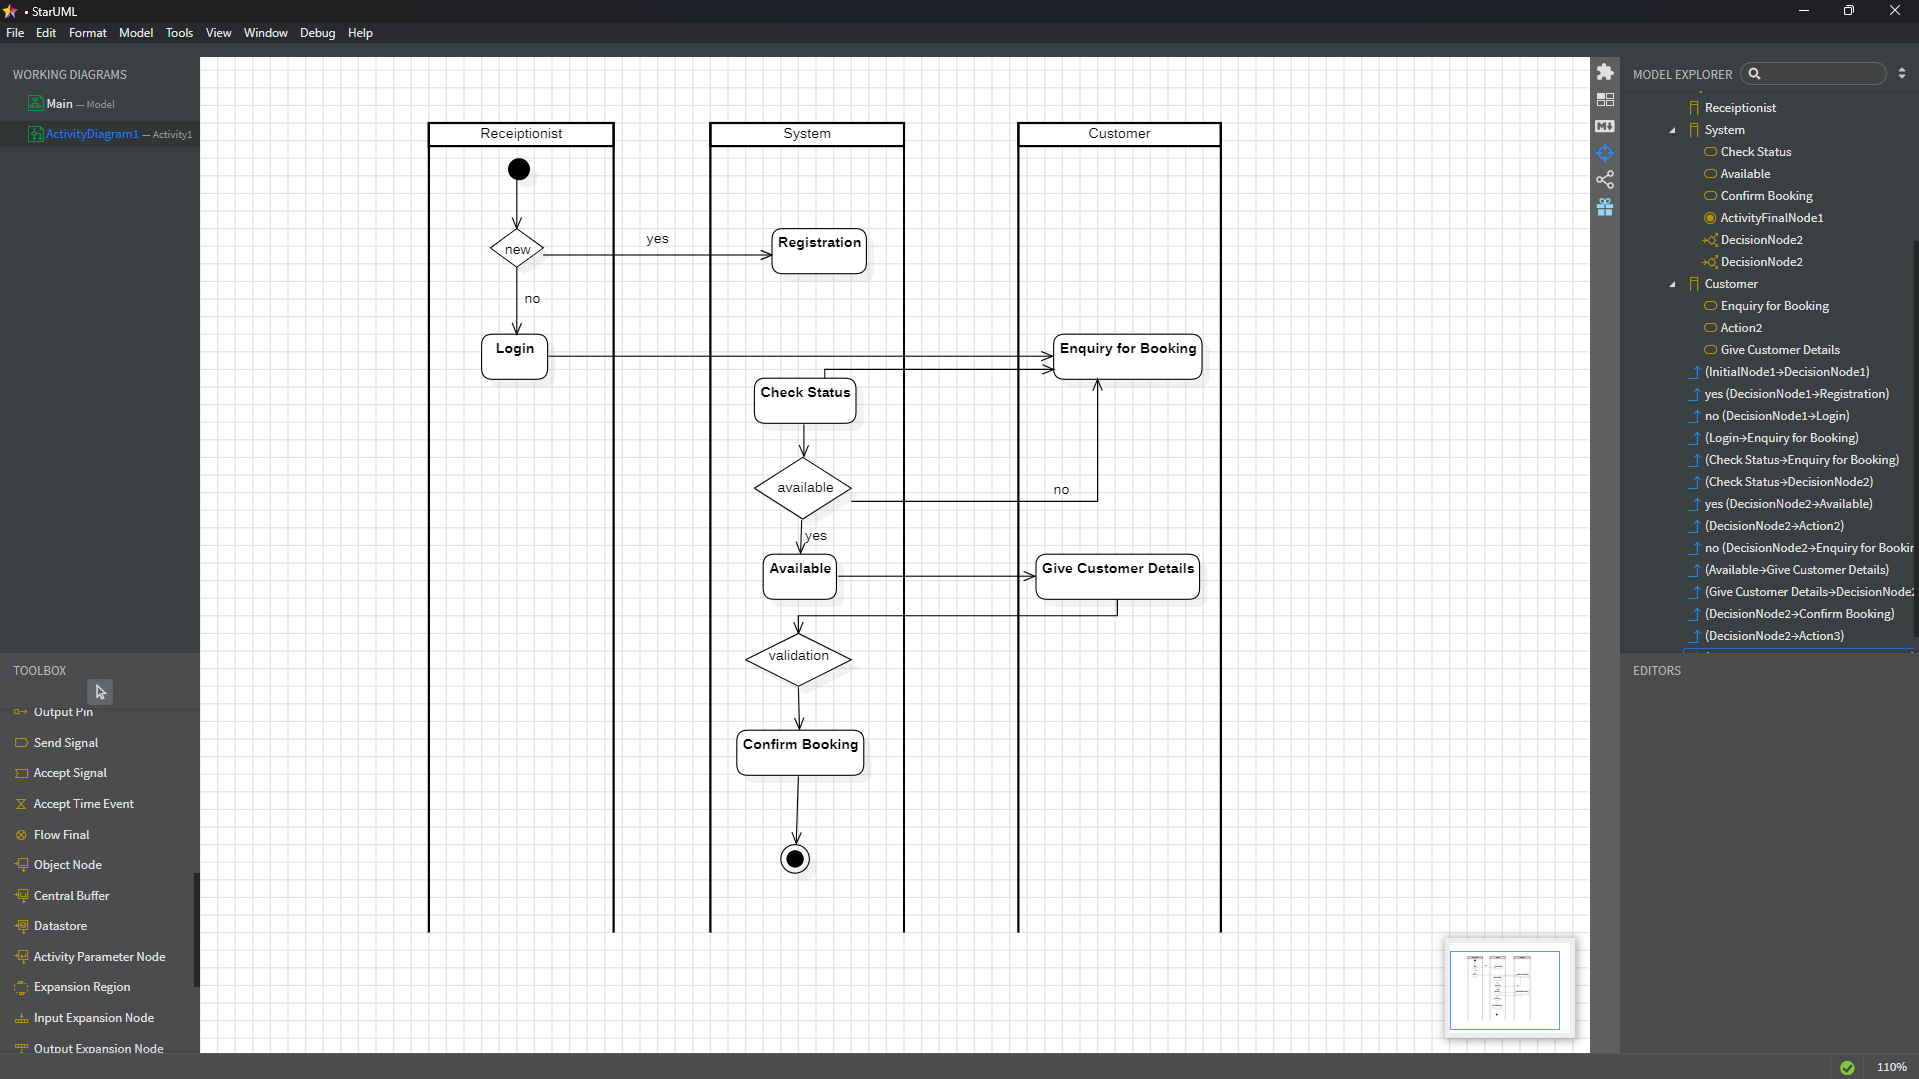 • StarUML
File Edit Format Model Tools View Window Debug Help
WORKING DIAGRAMS
Main — Model
ActivityDiagram1 — Activity1
TOOLBOX
Output Pin
Send Signal
Accept Signal
Accept Time Event
Flow Final
Object Node
Central Buffer
Datastore
Activity Parameter Node
Expansion Region
Input Expansion Node
Output Expansion Node
Receiptionist
System
Customer
new
yes
Registration
no
Login
Enquiry for Booking
Check Status
available
no
yes
Available
Give Customer Details
validation
Confirm Booking
MODEL EXPLORER
Receiptionist
System
Check Status
Available
Confirm Booking
ActivityFinalNode1
DecisionNode2
DecisionNode2
Customer
Enquiry for Booking
Action2
Give Customer Details
(InitialNode1→DecisionNode1)
yes (DecisionNode1→Registration)
no (DecisionNode1→Login)
(Login→Enquiry for Booking)
(Check Status→Enquiry for Booking)
(Check Status→DecisionNode2)
yes (DecisionNode2→Available)
(DecisionNode2→Action2)
no (DecisionNode2→Enquiry for Bookin
(Available→Give Customer Details)
(Give Customer Details→DecisionNode2
(DecisionNode2→Confirm Booking)
(DecisionNode2→Action3)
EDITORS
110%